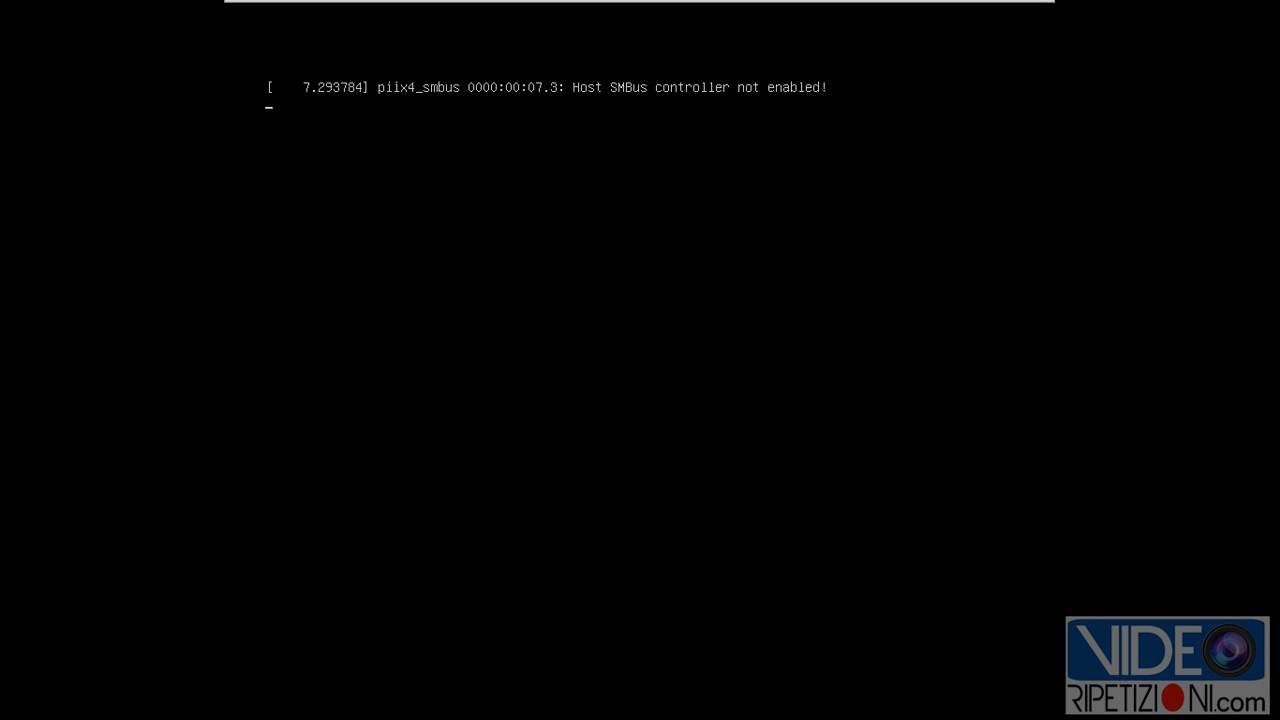 [    7.293784] piix4_smbus 0000:00:07.3: Host SMBus controller not enabled!
VIDEO
RIPETIZIONI.com